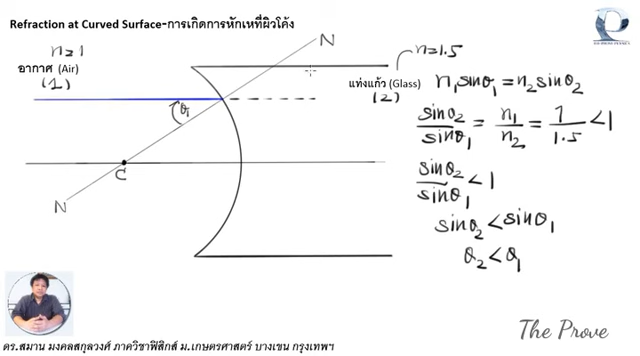 Refraction at Curved Surface-การเกิดการหักเหที่ผิวโค้ง
n=1
อากาศ (Air)
(1)
N
n=1.5
แท่งแก้ว (Glass)
(2)
n₁sinθ₁=n₂sinθ₂
sinθ₂/sinθ₁ = n₁/n₂ = 1/1.5 <1
θ₁
sinθ₂/sinθ₁ <1
C
sinθ₂<sinθ₁
N
θ₂<θ₁
The Prove
ดร.สมาน มงคลสกุลวงศ์ ภาควิชาฟิสิกส์ ม.เกษตรศาสตร์ บางเขน กรุงเทพฯ